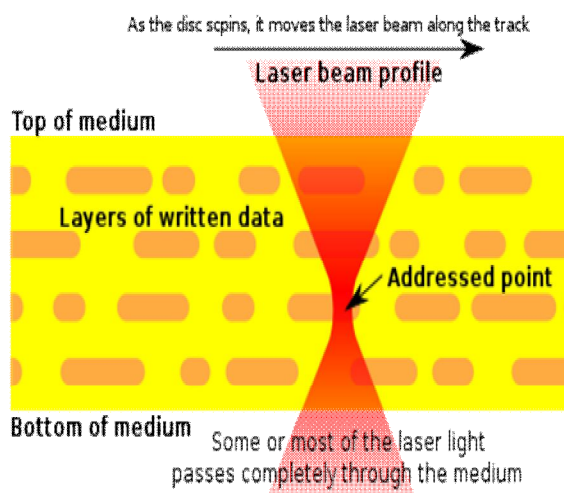 As the disc scpins, it moves the laser beam along the track
Laser beam profile
Top of medium
Layers of written data
Addressed point
Bottom of medium
Some or most of the laser light
passes completely through the medium